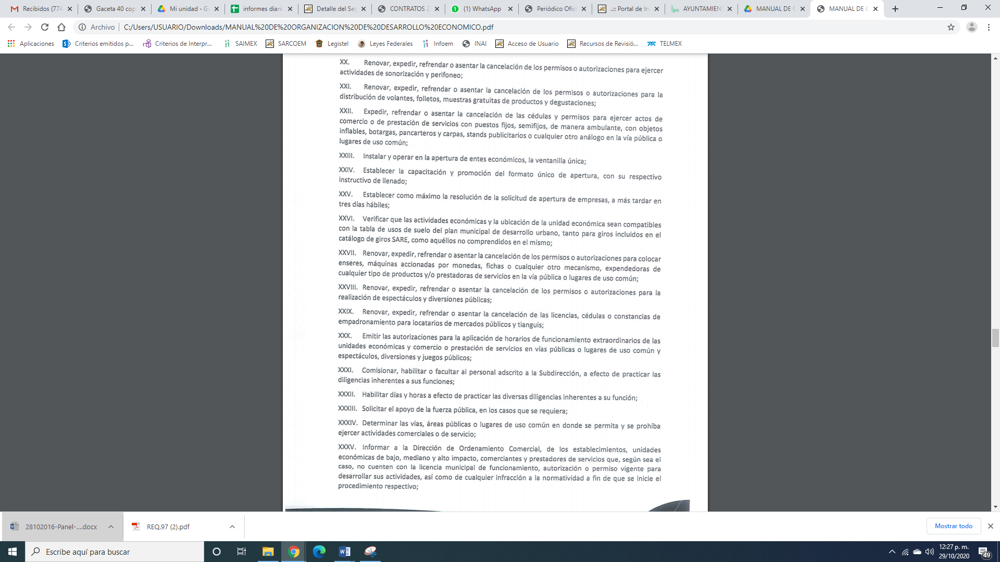 Recibidos (774
Gaceta 40 cop
Mi unidad - G
informes diari
Detalle del Se
CONTRATOS 2
(1) WhatsApp
Periódico Ofic
..:: Portal de In
AYUNTAMIEN
MANUAL DE O
MANUAL DE O
Archivo
C:/Users/USUARIO/Downloads/MANUAL%20DE%20ORGANIZACION%20DE%20DESARROLLO%20ECONOMICO.pdf
Aplicaciones
Criterios emitidos p...
Criterios de Interpr...
SAIMEX
SARCOEM
Legistel
Leyes Federales
Infoem
INAI
Acceso de Usuario
Recursos de Revisió...
TELMEX
XX. Renovar, expedir, refrendar o asentar la cancelación de los permisos o autorizaciones para ejercer
actividades de sonorización y perifoneo;
XXI. Renovar, expedir, refrendar o asentar la cancelación de los permisos o autorizaciones para la
distribución de volantes, folletos, muestras gratuitas de productos y degustaciones;
XXII. Expedir, refrendar o asentar la cancelación de las cédulas y permisos para ejercer actos de
comercio o de prestación de servicios con puestos fijos, semifijos, de manera ambulante, con objetos
inflables, botargas, pancarteros y carpas, stands publicitarios o cualquier otro análogo en la vía pública o
lugares de uso común;
XXIII. Instalar y operar en la apertura de entes económicos, la ventanilla única;
XXIV. Establecer la capacitación y promoción del formato único de apertura, con su respectivo
instructivo de llenado;
XXV. Establecer como máximo la resolución de la solicitud de apertura de empresas, a más tardar en
tres días hábiles;
XXVI. Verificar que las actividades económicas y la ubicación de la unidad económica sean compatibles
con la tabla de usos de suelo del plan municipal de desarrollo urbano, tanto para giros incluidos en el
catálogo de giros SARE, como aquéllos no comprendidos en el mismo;
XXVII. Renovar, expedir, refrendar o asentar la cancelación de los permisos o autorizaciones para colocar
enseres, máquinas accionadas por monedas, fichas o cualquier otro mecanismo, expendedoras de
cualquier tipo de productos y/o prestadoras de servicios en la vía pública o lugares de uso común;
XXVIII. Renovar, expedir, refrendar o asentar la cancelación de los permisos o autorizaciones para la
realización de espectáculos y diversiones públicas;
XXIX. Renovar, expedir, refrendar o asentar la cancelación de las licencias, cédulas o constancias de
empadronamiento para locatarios de mercados públicos y tianguis;
XXX. Emitir las autorizaciones para la aplicación de horarios de funcionamiento extraordinarios de las
unidades económicas y comercio o prestación de servicios en vías públicas o lugares de uso común y
espectáculos, diversiones y juegos públicos;
XXXI. Comisionar, habilitar o facultar al personal adscrito a la Subdirección, a efecto de practicar las
diligencias inherentes a sus funciones;
XXXII. Habilitar días y horas a efecto de practicar las diversas diligencias inherentes a su función;
XXXIII. Solicitar el apoyo de la fuerza pública, en los casos que se requiera;
XXXIV. Determinar las vías, áreas públicas o lugares de uso común en donde se permita y se prohíba
ejercer actividades comerciales o de servicio;
XXXV. Informar a la Dirección de Ordenamiento Comercial, de los establecimientos, unidades
económicas de bajo, mediano y alto impacto, comerciantes y prestadores de servicios que, según sea el
caso, no cuenten con la licencia municipal de funcionamiento, autorización o permiso vigente para
desarrollar sus actividades, así como de cualquier infracción a la normatividad a fin de que se inicie el
procedimiento respectivo;
28102016-Panel-....docx
REQ.97 (2).pdf
Mostrar todo
Escribe aquí para buscar
12:27 p. m.
29/10/2020
49